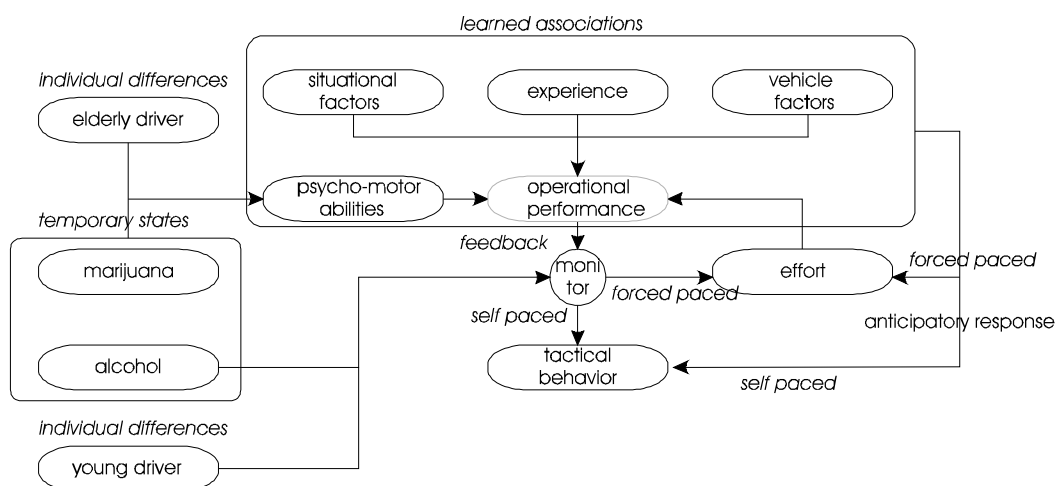 learned associations
individual differences
situational
factors
experience
vehicle
factors
elderly driver
psycho-motor
abilities
operational
performance
temporary states
feedback
marijuana
moni
tor
effort
forced paced
forced paced
self paced
anticipatory response
alcohol
tactical
behavior
self paced
individual differences
young driver